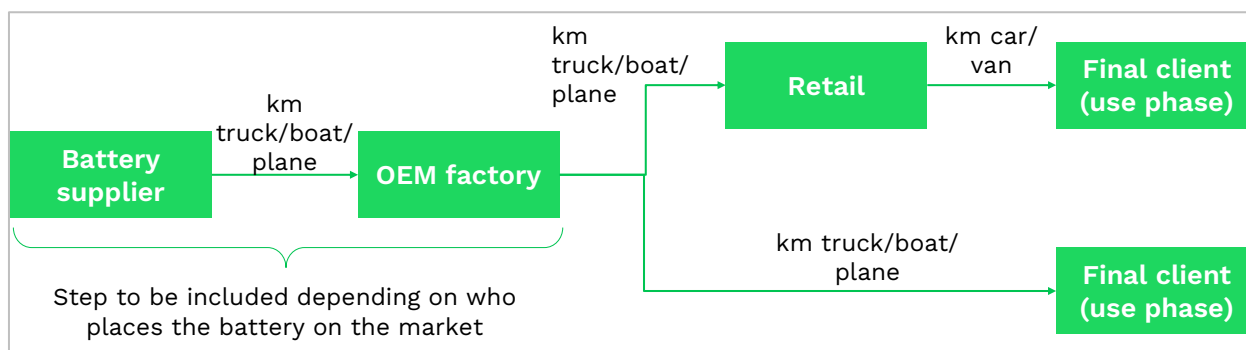 km
truck/boat/
plane
km car/
van
Retail
Final client
(use phase)
km
truck/boat/
plane
Battery
supplier
OEM factory
km truck/boat/
plane
Final client
(use phase)
Step to be included depending on who
places the battery on the market